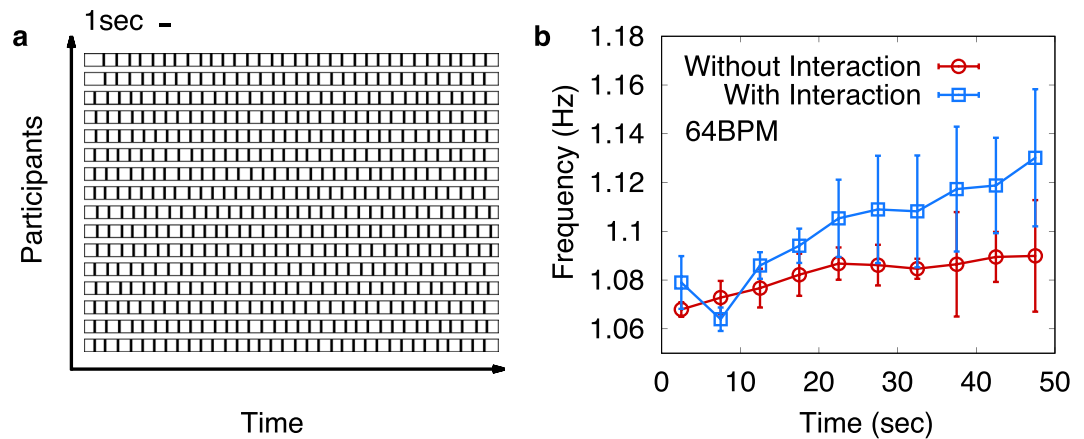 a
1sec
Participants
Time
b
Frequency (Hz)
1.18
1.16
1.14
1.12
1.1
1.08
1.06
Without Interaction
With Interaction
64BPM
0 10 20 30 40 50
Time (sec)